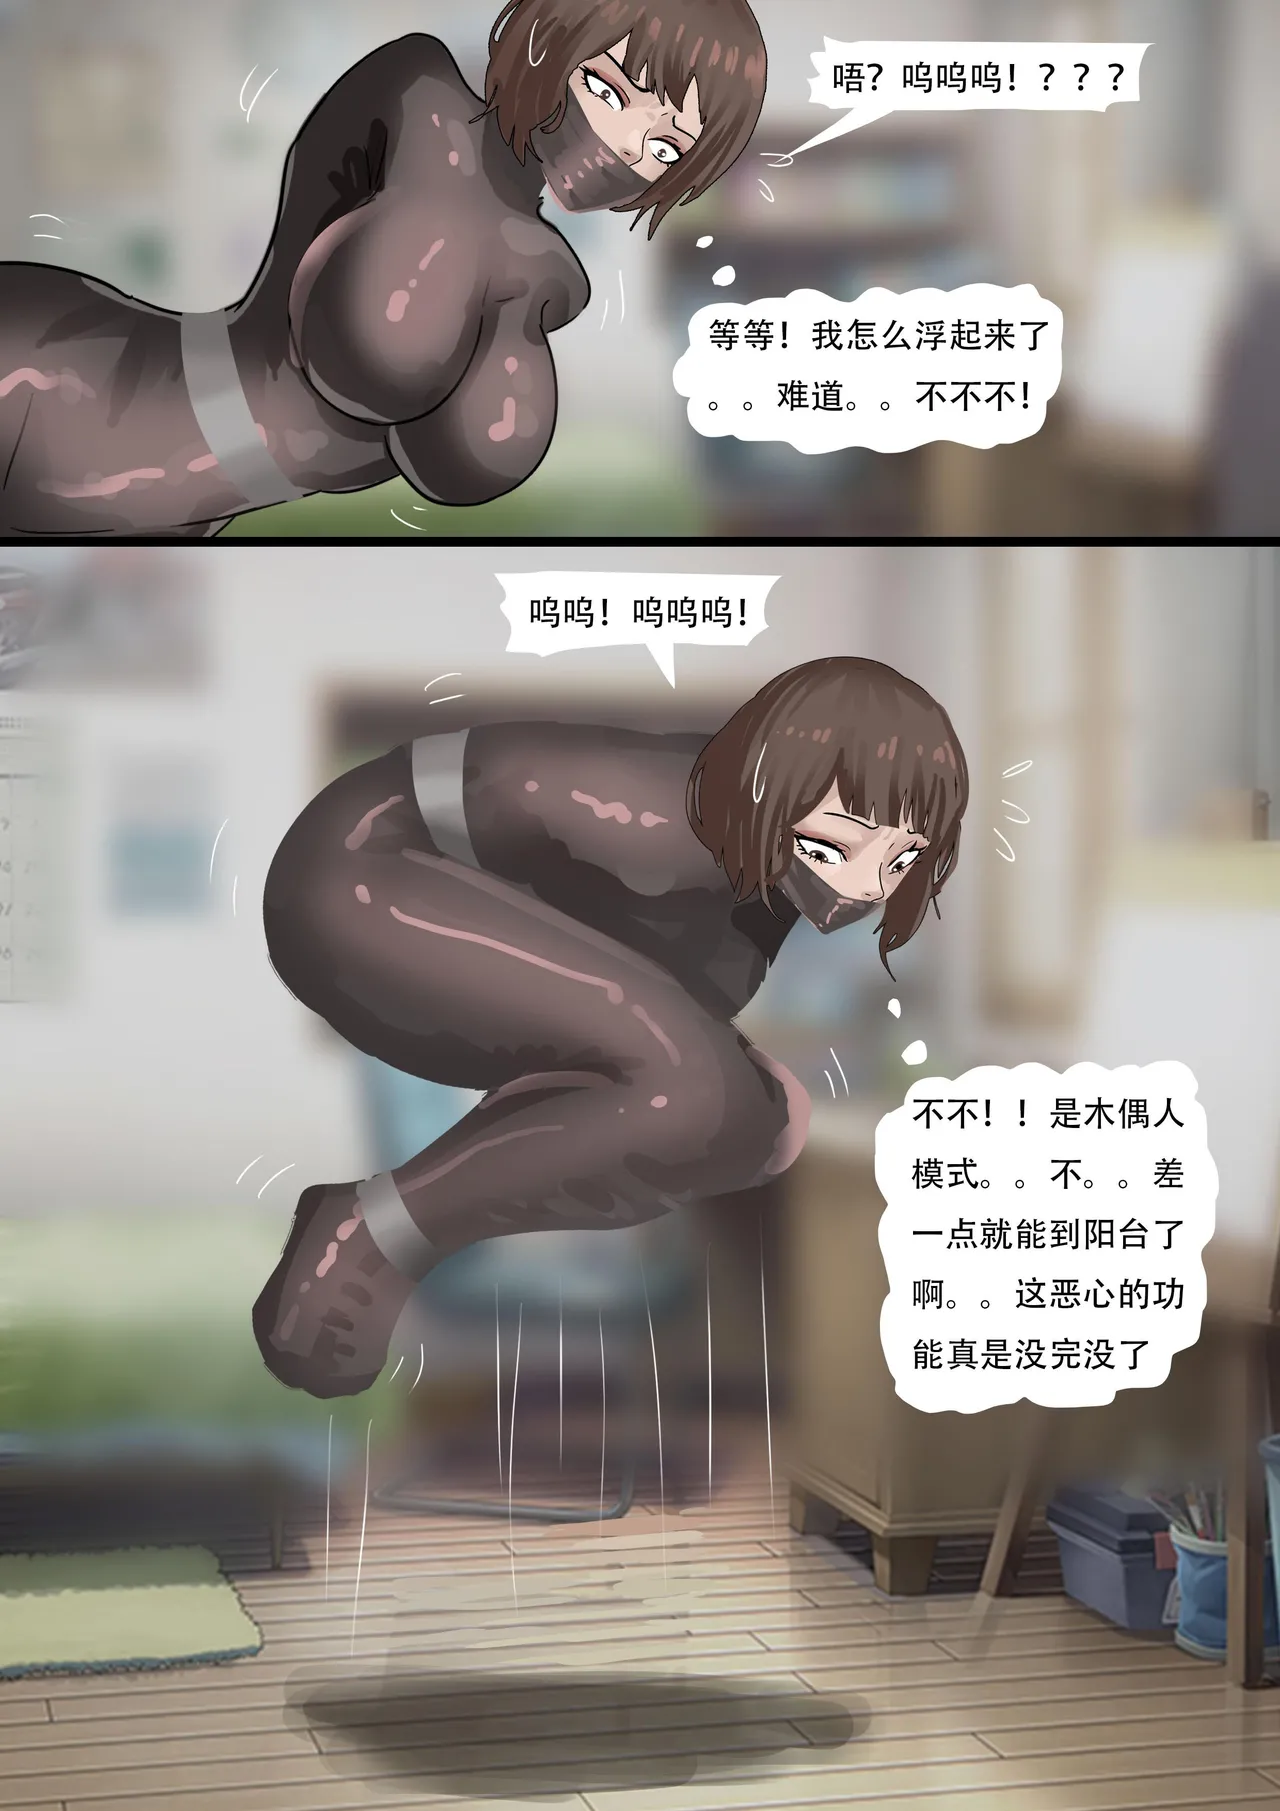 唔？呜呜呜！？？？
等等！我怎么浮起来了
。。难道。。不不不！
呜呜！呜呜呜！
不不！！是木偶人
模式。。不。。差
一点就能到阳台了
啊。。这恶心的功
能真是没完没了